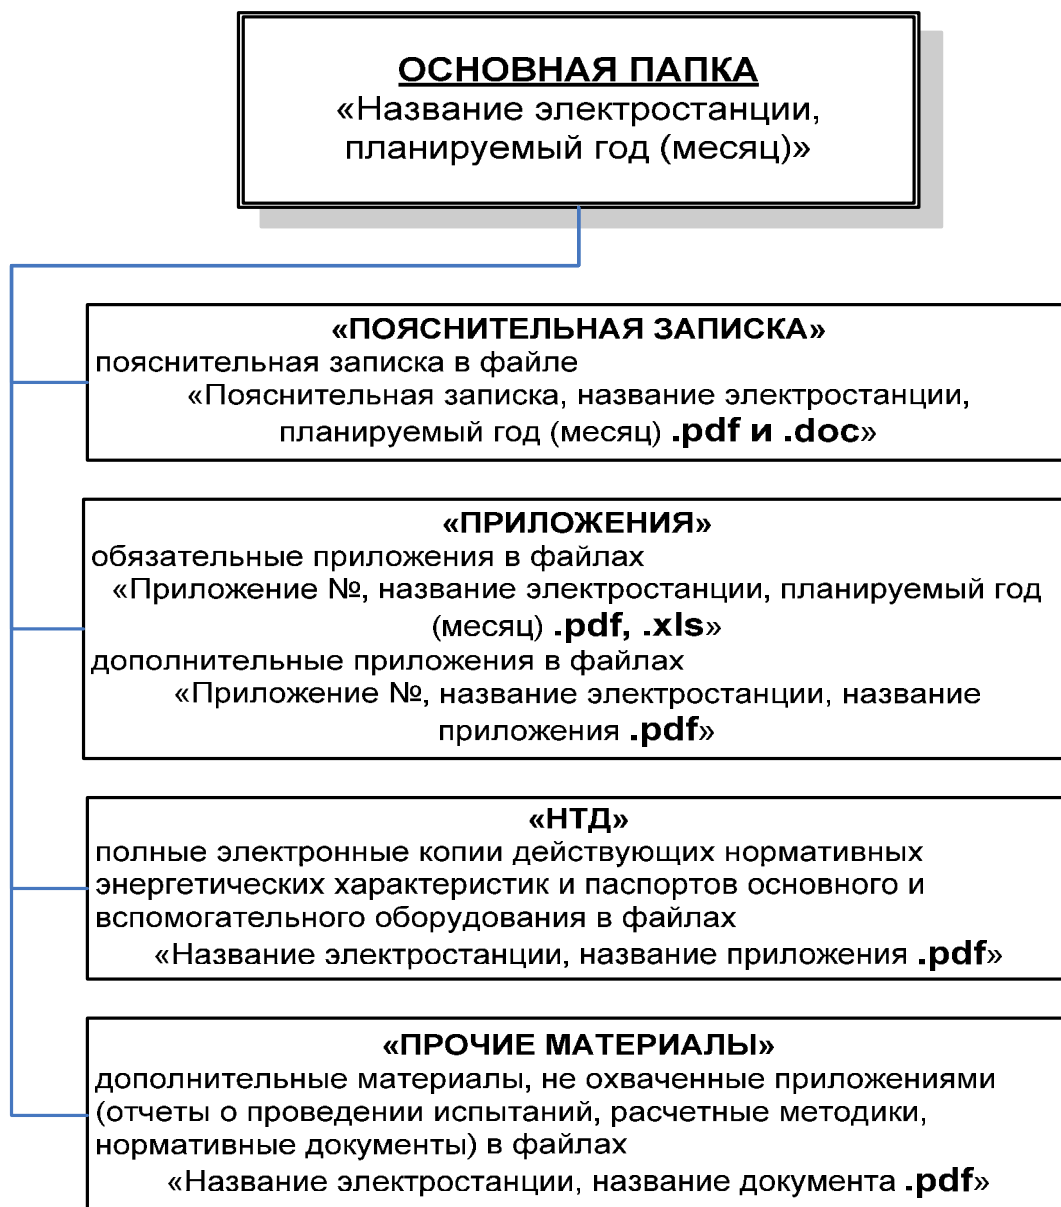 ОСНОВНАЯ ПАПКА
«Название электростанции,
планируемый год (месяц)»
«ПОЯСНИТЕЛЬНАЯ ЗАПИСКА»
пояснительная записка в файле
«Пояснительная записка, название электростанции,
планируемый год (месяц) .pdf и .doc»
«ПРИЛОЖЕНИЯ»
обязательные приложения в файлах
«Приложение №, название электростанции, планируемый год
(месяц) .pdf, .xls»
дополнительные приложения в файлах
«Приложение №, название электростанции, название
приложения .pdf»
«НТД»
полные электронные копии действующих нормативных
энергетических характеристик и паспортов основного и
вспомогательного оборудования в файлах
«Название электростанции, название приложения .pdf»
«ПРОЧИЕ МАТЕРИАЛЫ»
дополнительные материалы, не охваченные приложениями
(отчеты о проведении испытаний, расчетные методики,
нормативные документы) в файлах
«Название электростанции, название документа .pdf»